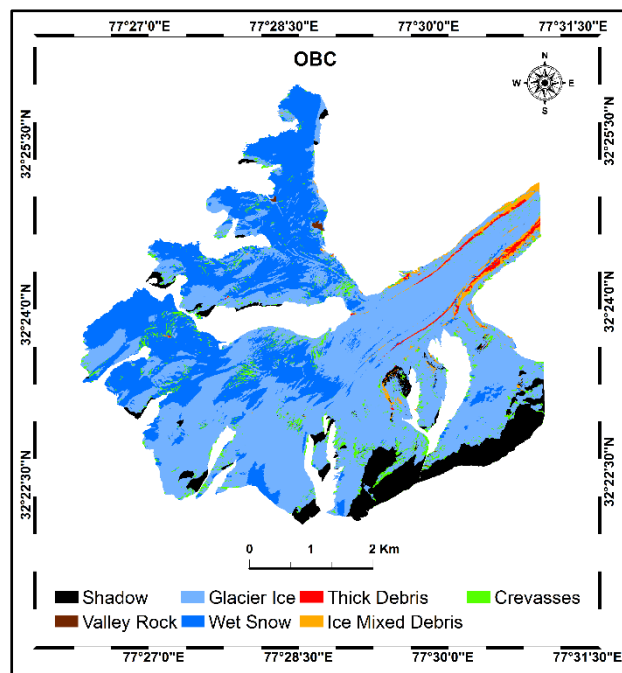 77°27'0"E 77°28'30"E 77°30'0"E 77°31'30"E
OBC
N
W E
S
32°25'30"N 32°25'30"N
32°24'0"N 32°24'0"N
32°22'30"N 32°22'30"N
0 1 2 Km
Shadow Glacier Ice Thick Debris Crevasses
Valley Rock Wet Snow Ice Mixed Debris
77°27'0"E 77°28'30"E 77°30'0"E 77°31'30"E